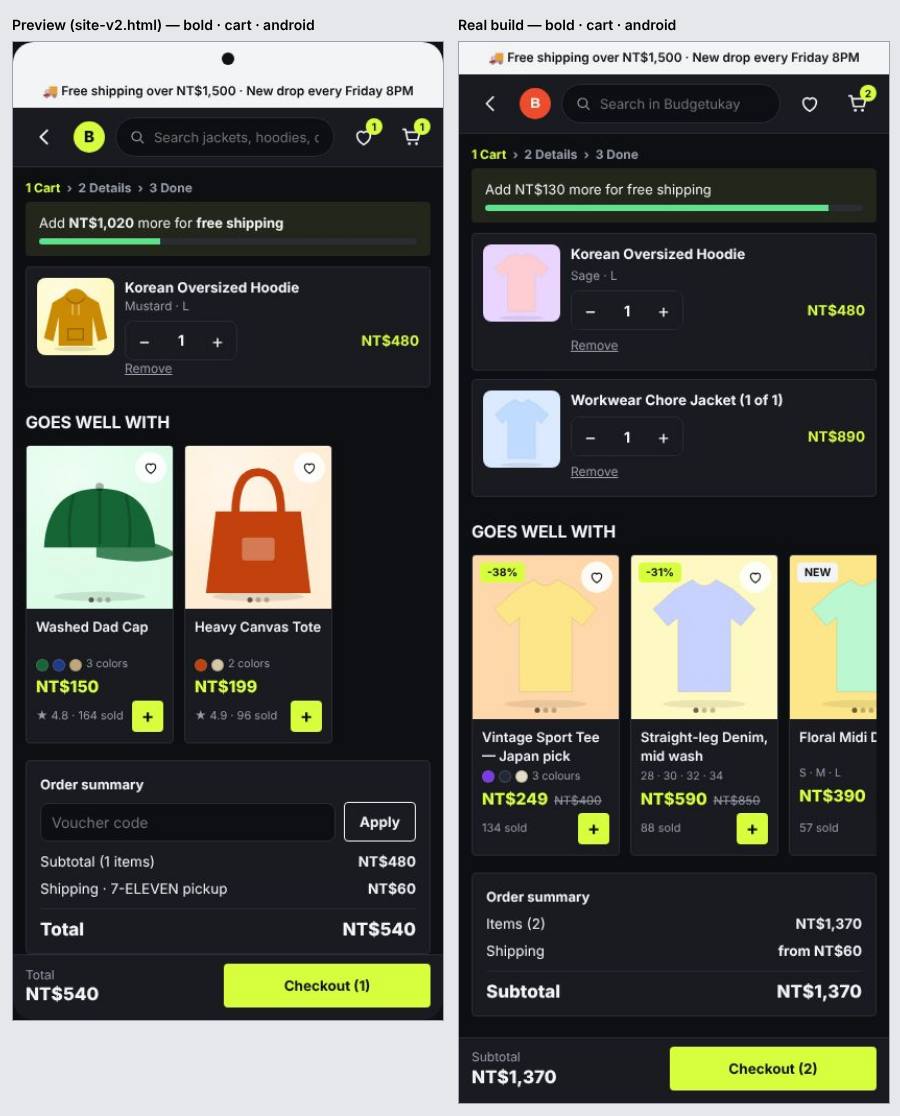 Preview (site-v2.html) — bold · cart · android
🚚 Free shipping over NT$1,500 · New drop every Friday 8PM
B
Search jackets, hoodies, c
1
1
1 Cart › 2 Details › 3 Done
Add NT$1,020 more for free shipping
Korean Oversized Hoodie
Mustard · L
− 1 +
NT$480
Remove
GOES WELL WITH
Washed Dad Cap
3 colors
NT$150
★ 4.8 · 164 sold
+
Heavy Canvas Tote
2 colors
NT$199
★ 4.9 · 96 sold
+
Order summary
Voucher code
Apply
Subtotal (1 items) NT$480
Shipping · 7-ELEVEN pickup NT$60
Total NT$540
Total
NT$540
Checkout (1)
Real build — bold · cart · android
🚚 Free shipping over NT$1,500 · New drop every Friday 8PM
B
Search in Budgetukay
2
1 Cart › 2 Details › 3 Done
Add NT$130 more for free shipping
Korean Oversized Hoodie
Sage · L
− 1 +
NT$480
Remove
Workwear Chore Jacket (1 of 1)
− 1 +
NT$890
Remove
GOES WELL WITH
-38%
Vintage Sport Tee
— Japan pick
3 colours
NT$249 NT$400
134 sold
+
-31%
Straight-leg Denim,
mid wash
28 · 30 · 32 · 34
NT$590 NT$850
88 sold
+
NEW
Floral Midi D
S · M · L
NT$390
57 sold
Order summary
Items (2) NT$1,370
Shipping from NT$60
Subtotal NT$1,370
Subtotal
NT$1,370
Checkout (2)